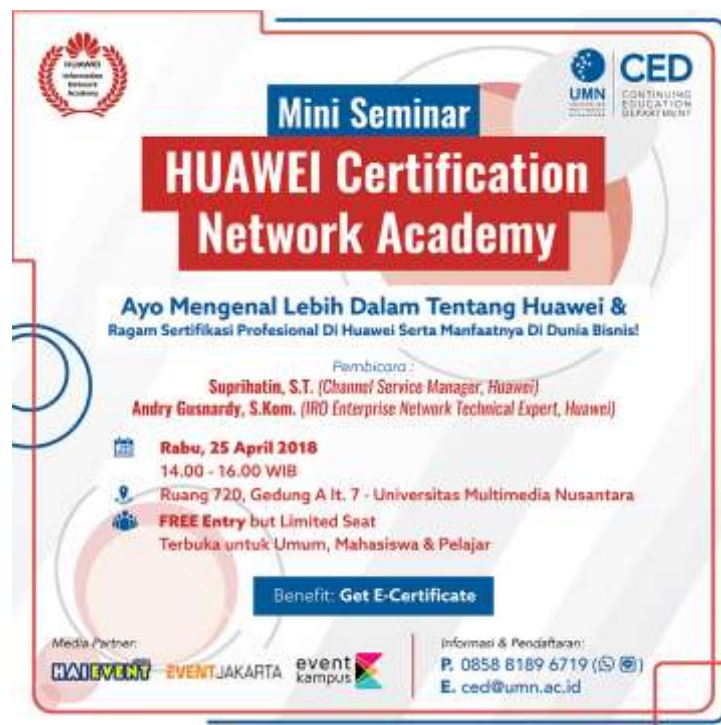 HUAWEI
Information
Network
Academy
UMN
CED
CONTINUING
EDUCATION
DEPARTMENT
Mini Seminar
HUAWEI Certification
Network Academy
Ayo Mengenal Lebih Dalam Tentang Huawei &
Ragam Sertifikasi Profesional Di Huawei Serta Manfaatnya Di Dunia Bisnis!
Pembicara :
Suprihatin, S.T. (Channel Service Manager, Huawei)
Andry Gusnardy, S.Kom. (IRO Enterprise Network Technical Expert, Huawei)
Rabu, 25 April 2018
14.00 - 16.00 WIB
Ruang 720, Gedung A lt. 7 - Universitas Multimedia Nusantara
FREE Entry but Limited Seat
Terbuka untuk Umum, Mahasiswa & Pelajar
Benefit: Get E-Certificate
Media Partner:
HAIEVENT
EVENTJAKARTA
event
kampus
Informasi & Pendaftaran:
P. 0858 8189 6719
E. ced@umn.ac.id